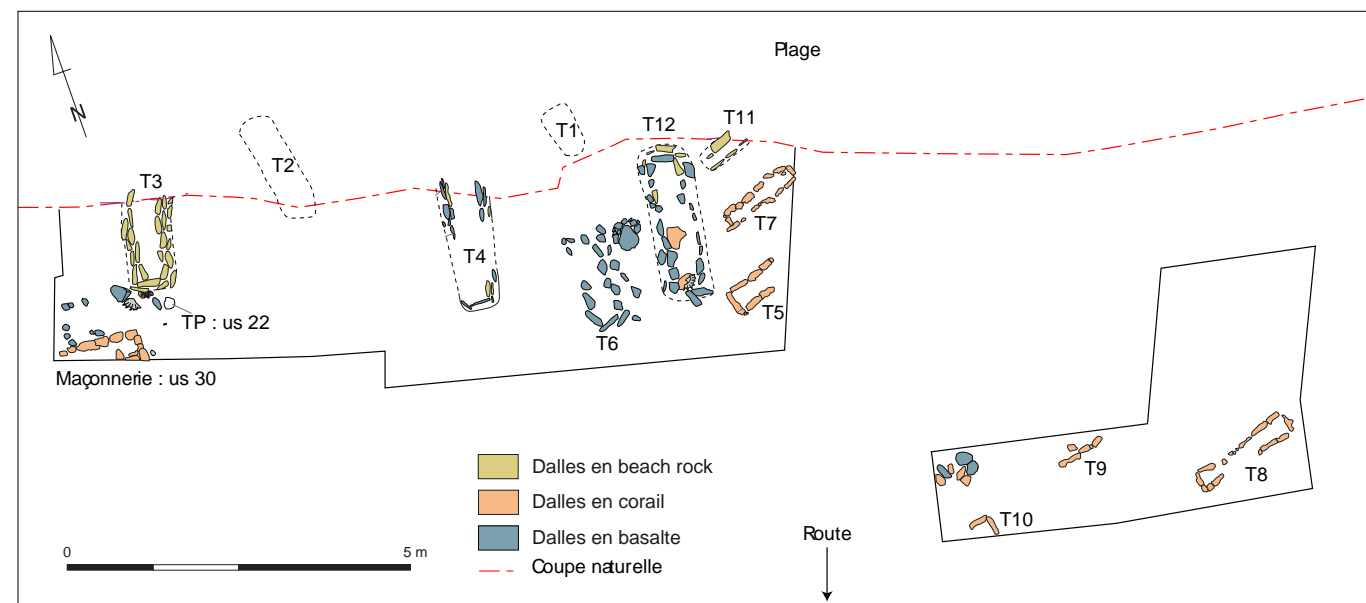 Plage
N
T1
T12
T11
T2
T3
T7
T4
T5
TP : us 22
T6
Maçonnerie : us 30
Dalles en beach rock
Dalles en corail
Dalles en basalte
Coupe naturelle
T9
T8
T10
Route
0 5 m